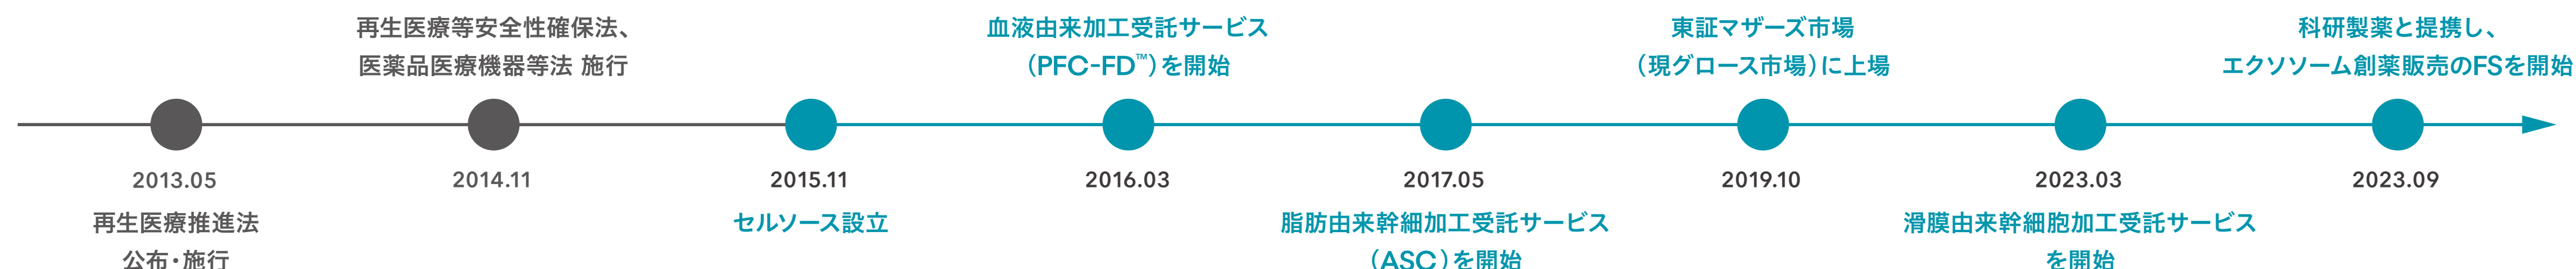 再生医療等安全性確保法、
医薬品医療機器等法 施行
血液由来加工受託サービス
（PFC-FD™）を開始
東証マザーズ市場
（現グロース市場）に上場
科研製薬と提携し、
エクソソーム創薬販売のFSを開始
2013.05
2014.11
2015.11
2016.03
2017.05
2019.10
2023.03
2023.09
再生医療推進法
公布・施行
セルソース設立
脂肪由来幹細加工受託サービス
（ASC）を開始
滑膜由来幹細胞加工受託サービス
を開始